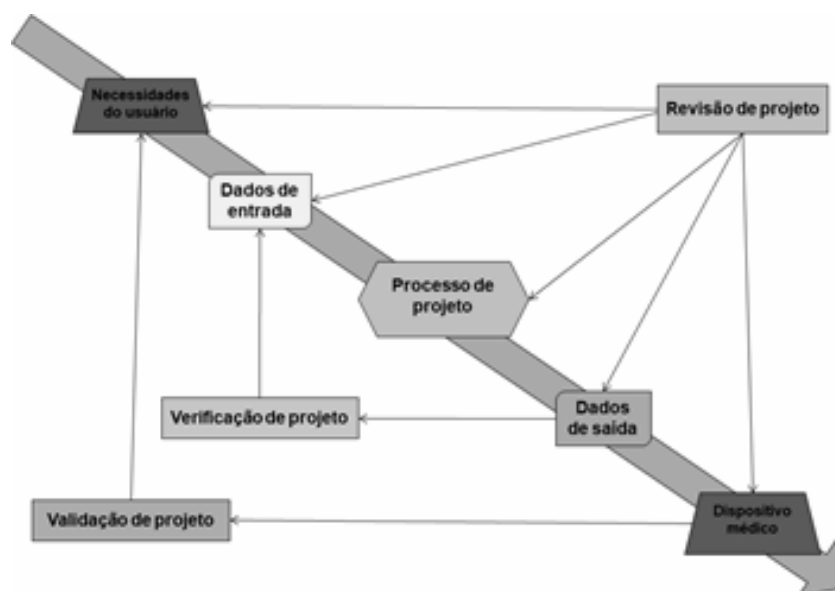 Necessidades
do usuário
Revisão de projeto
Dados de
entrada
Processo de
projeto
Verificação de projeto
Dados
de saída
Validação de projeto
Dispositivo
médico